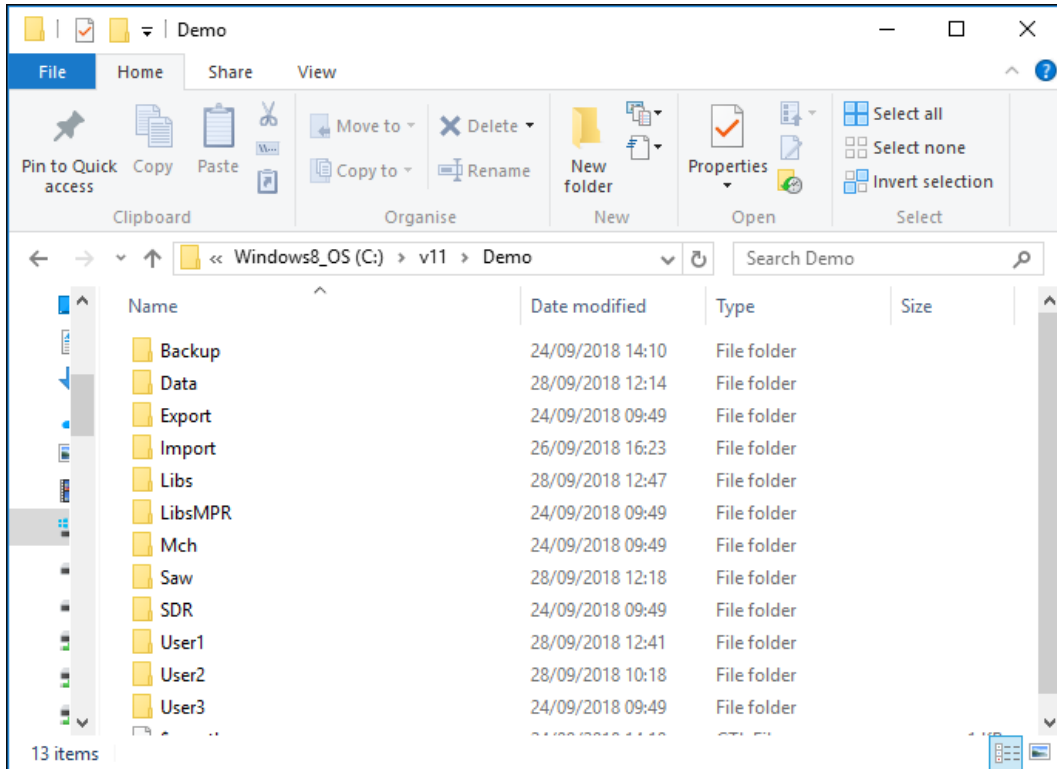 Demo
File Home Share View
Pin to Quick access Copy Paste
Move to Delete
Copy to Rename
New folder
Properties
Select all
Select none
Invert selection
Clipboard Organise New Open Select
« Windows8_OS (C:) > v11 > Demo Search Demo
Name Date modified Type Size
Backup 24/09/2018 14:10 File folder
Data 28/09/2018 12:14 File folder
Export 24/09/2018 09:49 File folder
Import 26/09/2018 16:23 File folder
Libs 28/09/2018 12:47 File folder
LibsMPR 24/09/2018 09:49 File folder
Mch 24/09/2018 09:49 File folder
Saw 28/09/2018 12:18 File folder
SDR 24/09/2018 09:49 File folder
User1 28/09/2018 12:41 File folder
User2 28/09/2018 10:18 File folder
User3 24/09/2018 09:49 File folder
13 items